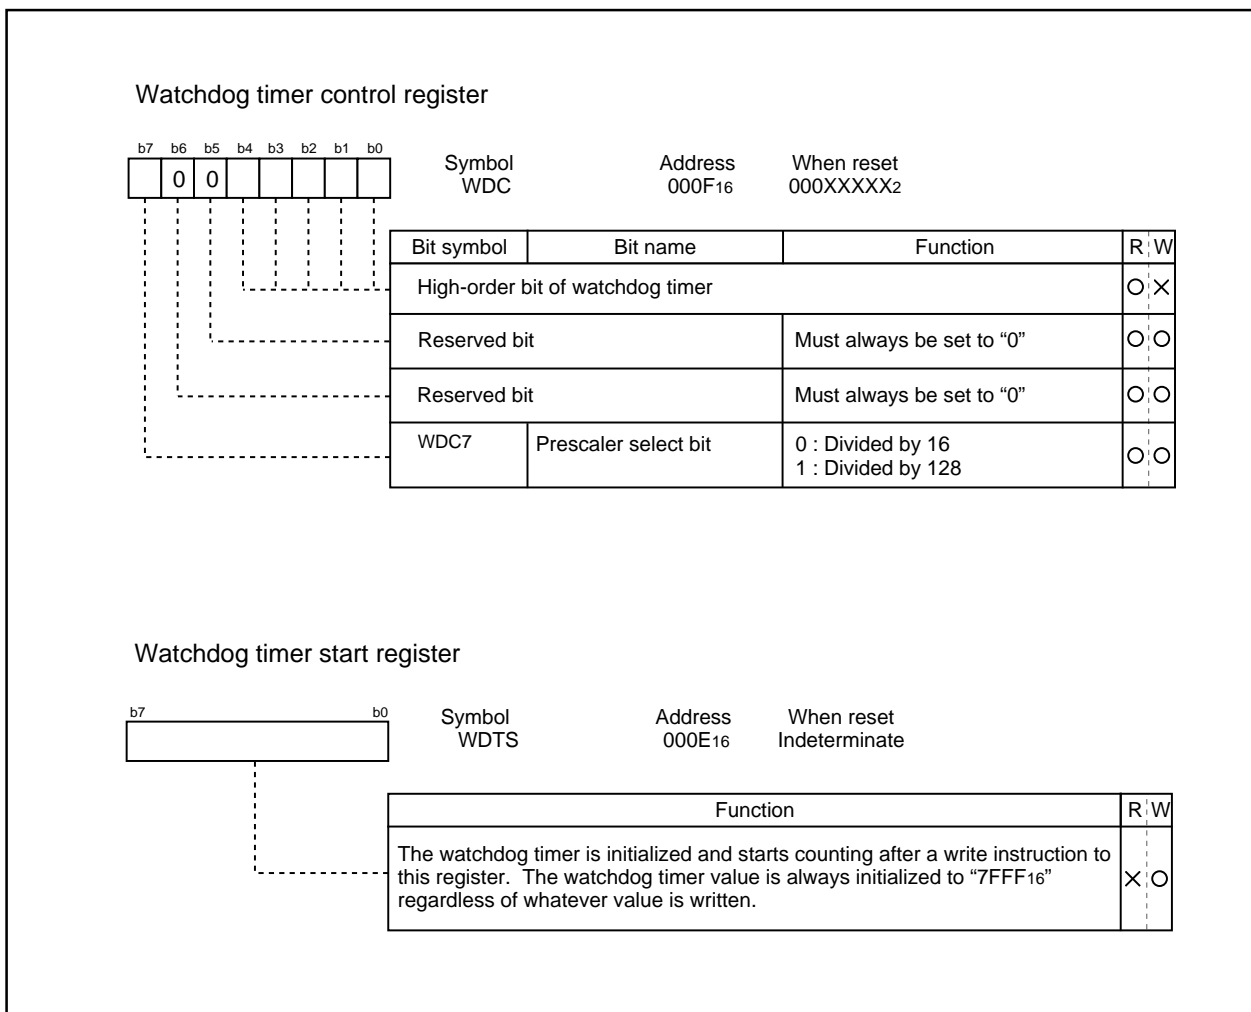 Watchdog timer control register
b7 b6 b5 b4 b3 b2 b1 b0
0 0
Symbol Address When reset
WDC 000F16 000XXXXX2
Bit symbol Bit name Function R W
High-order bit of watchdog timer
Reserved bit Must always be set to “0”
Reserved bit Must always be set to “0”
WDC7 Prescaler select bit 0 : Divided by 16
1 : Divided by 128
Watchdog timer start register
b7 b0
Symbol Address When reset
WDTS 000E16 Indeterminate
Function R W
The watchdog timer is initialized and starts counting after a write instruction to
this register. The watchdog timer value is always initialized to “7FFF16”
regardless of whatever value is written.